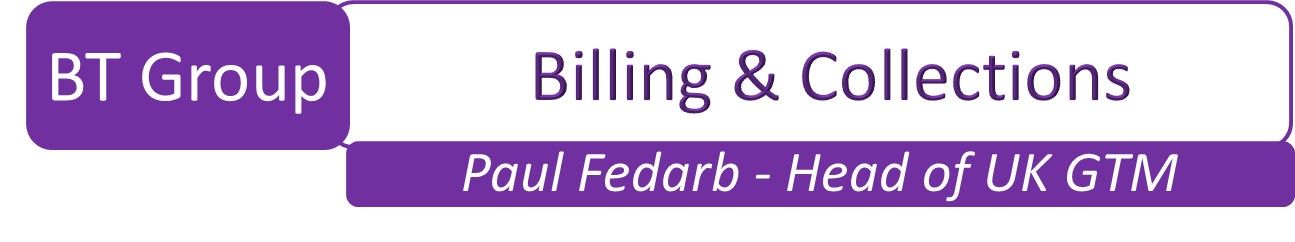 BT Group
Billing & Collections
Paul Fedarb - Head of UK GTM